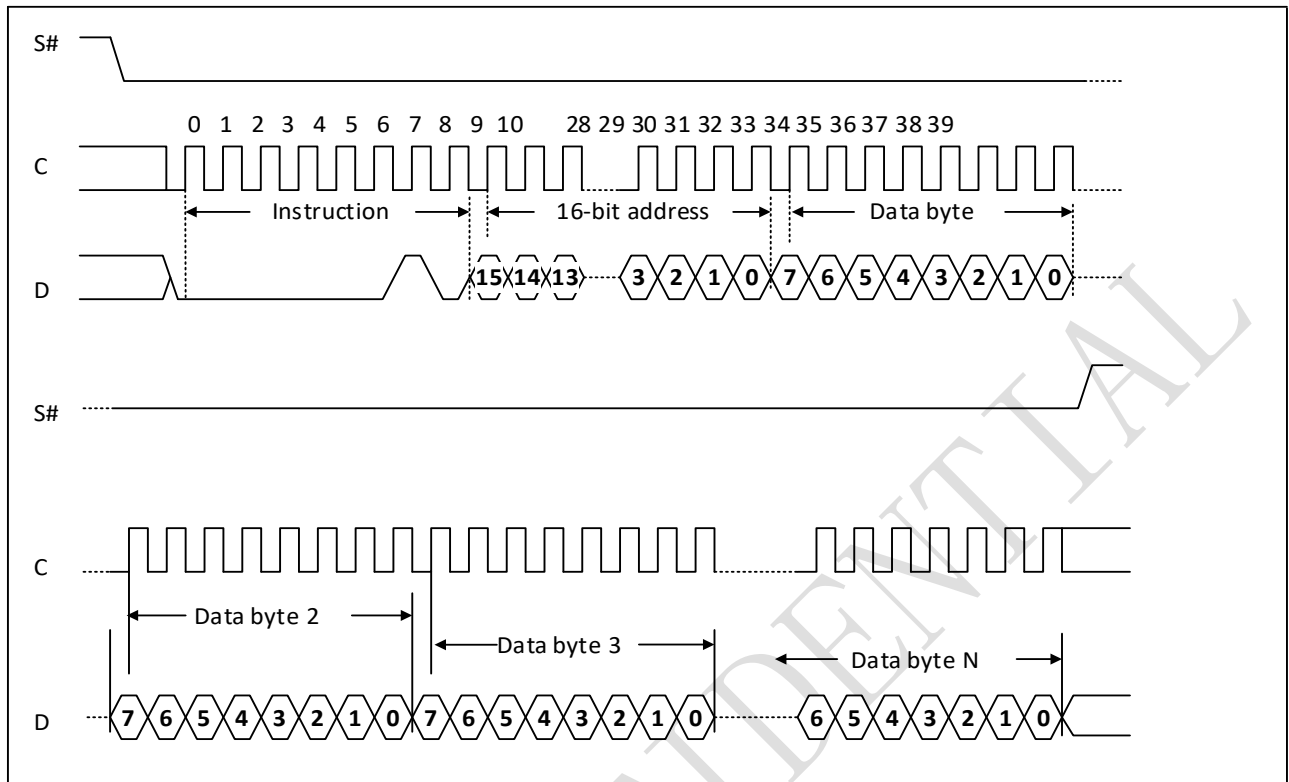 S#
0 1 2 3 4 5 6 7 8 9 10 28 29 30 31 32 33 34 35 36 37 38 39
C
Instruction 16-bit address Data byte
D 15 14 13 3 2 1 0 7 6 5 4 3 2 1 0
S#
C
Data byte 2 Data byte 3 Data byte N
D 7 6 5 4 3 2 1 0 7 6 5 4 3 2 1 0 6 5 4 3 2 1 0
IDENTIAL